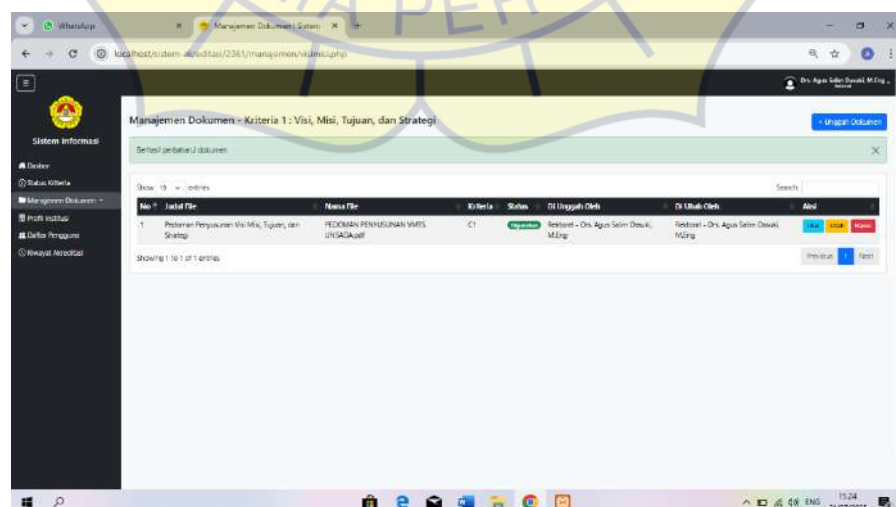 WhatsApp
Manajemen Dokumen | Sistem
localhost/sistem-akreditasi/2361/manajemen/visimisi.php
Drs. Agus Salim Dasuki, M.Eng
Rektorat
Sistem Informasi
Status Kriteria
Manajemen Dokumen
Profil Institusi
Daftar Pengguna
Riwayat Akreditasi
Manajemen Dokumen - Kriteria 1 : Visi, Misi, Tujuan, dan Strategi
+ Unggah Dokumen
Berhasil perbaharui dokumen
Show 10 entries
Search:
No Judul File Nama File Kriteria Status Di Unggah Oleh Di Ubah Oleh Aksi
1 Pedoman Penyusunan Visi Misi, Tujuan, dan Strategi PEDOMAN PENYUSUNAN VMTS UNSADA.pdf C1 Rektorat - Drs. Agus Salim Dasuki, M.Eng Rektorat - Drs. Agus Salim Dasuki, M.Eng Lihat Ubah Hapus
Showing 1 to 1 of 1 entries
Previous 1 Next
ENG
15:24